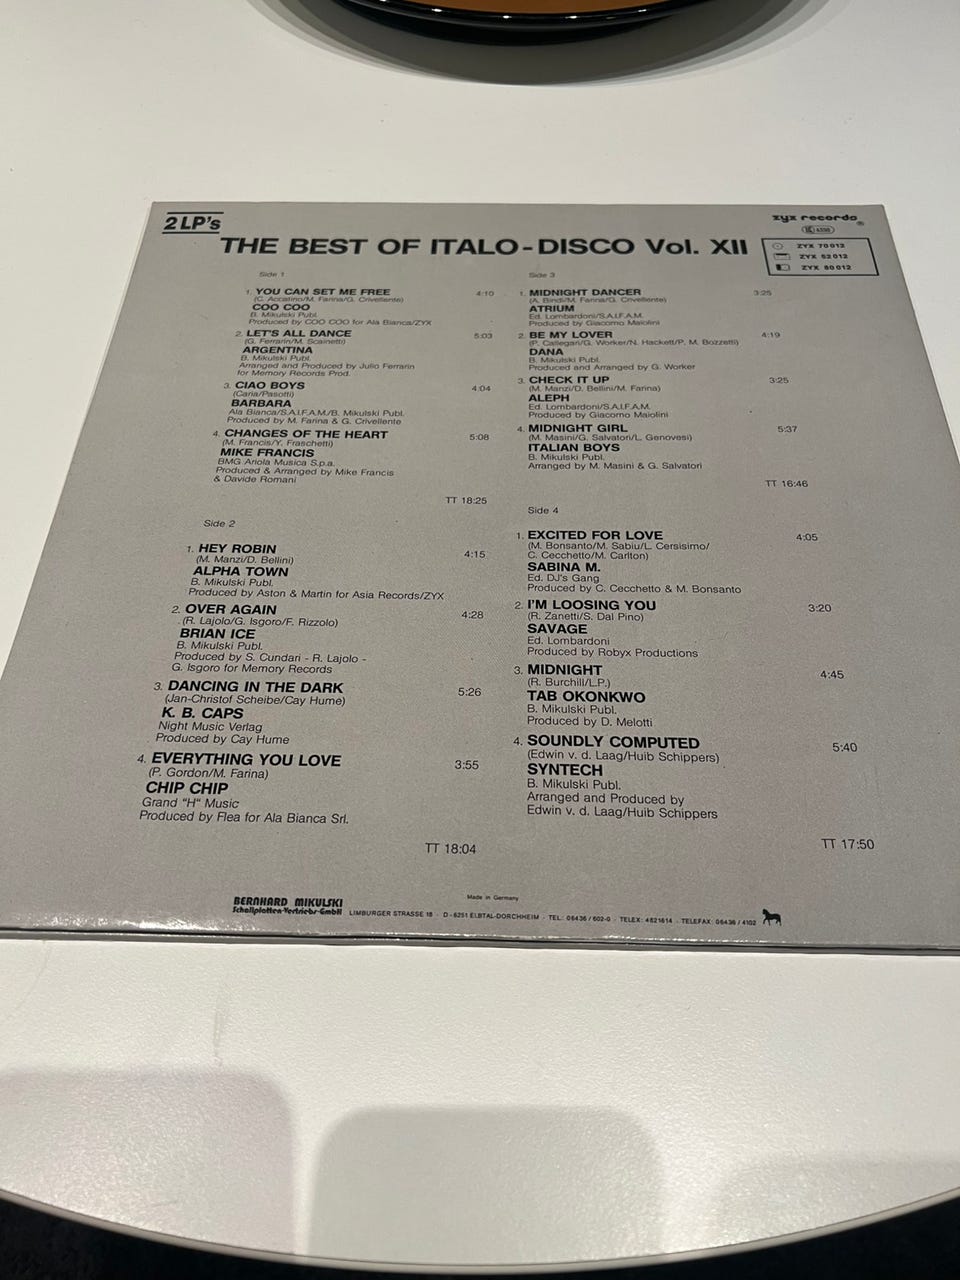 2 LP's
zyx records®
THE BEST OF ITALO-DISCO Vol. XII
ZYX 70012
ZYX 52012
ZYX 80012
Side 1
1. YOU CAN SET ME FREE 4:10
(C. Accatino/M. Farina/G. Crivellente)
COO COO
B. Mikulski Publ.
Produced by COO COO for Ala Bianca/ZYX
2. LET'S ALL DANCE 5:03
(G. Ferrarin/M. Scainetti)
ARGENTINA
B. Mikulski Publ.
Arranged and Produced by Julio Ferrarin
for Memory Records Prod.
3. CIAO BOYS 4:04
(Caria/Pasotti)
BARBARA
Ala Bianca/S.A.I.F.A.M./B. Mikulski Publ.
Produced by M. Farina & G. Crivellente
4. CHANGES OF THE HEART 5:08
(M. Francis/Y. Fraschetti)
MIKE FRANCIS
BMG Ariola Musica S.p.a.
Produced & Arranged by Mike Francis
& Davide Romani
TT 18:25
Side 2
1. HEY ROBIN 4:15
(M. Manzi/D. Bellini)
ALPHA TOWN
B. Mikulski Publ.
Produced by Aston & Martin for Asia Records/ZYX
2. OVER AGAIN 4:28
(R. Lajolo/G. Isgoro/F. Rizzolo)
BRIAN ICE
B. Mikulski Publ.
Produced by S. Cundari - R. Lajolo -
G. Isgoro for Memory Records
3. DANCING IN THE DARK 5:26
(Jan-Christof Scheibe/Cay Hume)
K. B. CAPS
Night Music Verlag
Produced by Cay Hume
4. EVERYTHING YOU LOVE 3:55
(P. Gordon/M. Farina)
CHIP CHIP
Grand "H" Music
Produced by Flea for Ala Bianca Srl.
TT 18:04
Side 3
1. MIDNIGHT DANCER 3:25
(A. Bindi/M. Farina/G. Crivellente)
ATRIUM
Ed. Lombardoni/S.A.I.F.A.M.
Produced by Giacomo Maiolini
2. BE MY LOVER 4:19
(P. Callegari/G. Worker/N. Hackett/P. M. Bozzetti)
DANA
B. Mikulski Publ.
Produced and Arranged by G. Worker
3. CHECK IT UP 3:25
(M. Manzi/D. Bellini/M. Farina)
ALEPH
Ed. Lombardoni/S.A.I.F.A.M.
Produced by Giacomo Maiolini
4. MIDNIGHT GIRL 5:37
(M. Masini/G. Salvatori/L. Genovesi)
ITALIAN BOYS
B. Mikulski Publ.
Arranged by M. Masini & G. Salvatori
TT 16:46
Side 4
1. EXCITED FOR LOVE 4:05
(M. Bonsanto/M. Sabiu/L. Cersisimo/
C. Cecchetto/M. Carlton)
SABINA M.
Ed. DJ's Gang
Produced by C. Cecchetto & M. Bonsanto
2. I'M LOOSING YOU 3:20
(R. Zanetti/S. Dal Pino)
SAVAGE
Ed. Lombardoni
Produced by Robyx Productions
3. MIDNIGHT 4:45
(R. Burchill/L.P.)
TAB OKONKWO
B. Mikulski Publ.
Produced by D. Melotti
4. SOUNDLY COMPUTED 5:40
(Edwin v. d. Laag/Huib Schippers)
SYNTECH
B. Mikulski Publ.
Arranged and Produced by
Edwin v. d. Laag/Huib Schippers
TT 17:50
Made in Germany
BERNHARD MIKULSKI
Schallplatten-Vertriebs-GmbH
LIMBURGER STRASSE 18 · D-6251 ELBTAL-DORCHHEIM · TEL: 06436/602-0 · TELEX: 4821614 · TELEFAX: 06436/4102